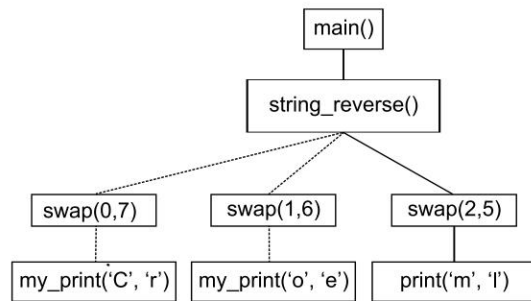 main()
string_reverse()
swap(0,7)
swap(1,6)
swap(2,5)
my_print(‘C’, ‘r’)
my_print(‘o’, ‘e’)
print(‘m’, ‘l’)